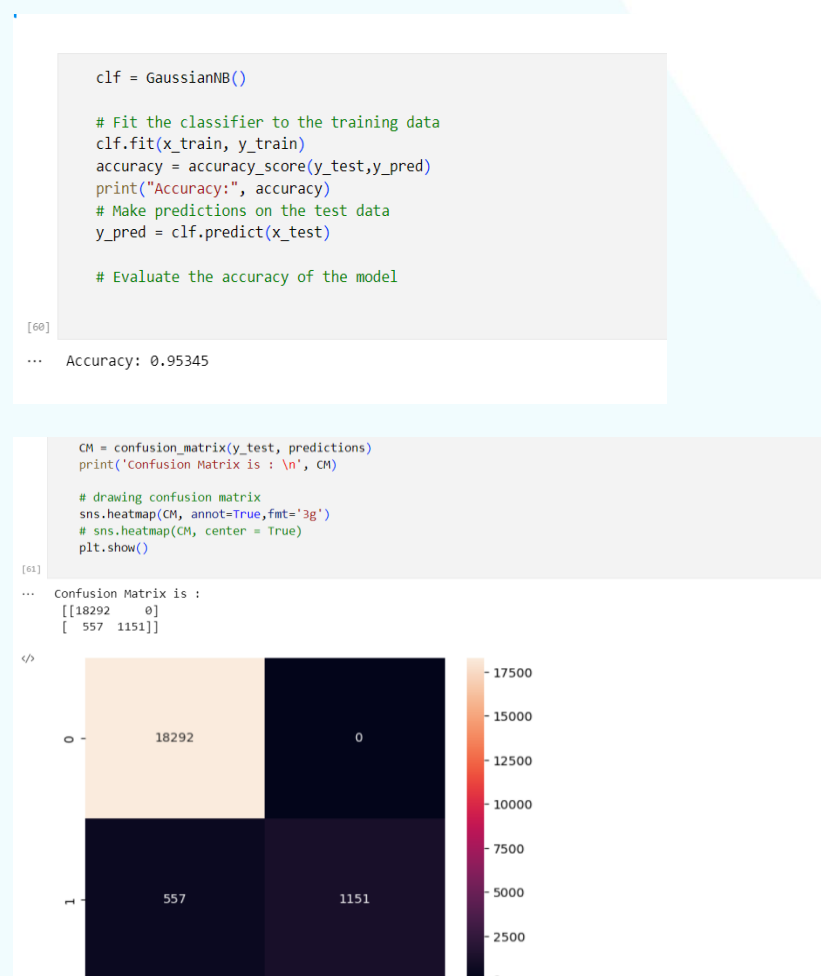 clf = GaussianNB()
# Fit the classifier to the training data
clf.fit(x_train, y_train)
accuracy = accuracy_score(y_test,y_pred)
print("Accuracy:", accuracy)
# Make predictions on the test data
y_pred = clf.predict(x_test)
# Evaluate the accuracy of the model
[60]
... Accuracy: 0.95345
CM = confusion_matrix(y_test, predictions)
print('Confusion Matrix is : \n', CM)
# drawing confusion matrix
sns.heatmap(CM, annot=True,fmt='3g')
# sns.heatmap(CM, center = True)
plt.show()
[61]
... Confusion Matrix is :
[[18292 0]
[ 557 1151]]
</>
17500
15000
0 18292 0
12500
10000
7500
5000
1 557 1151
2500